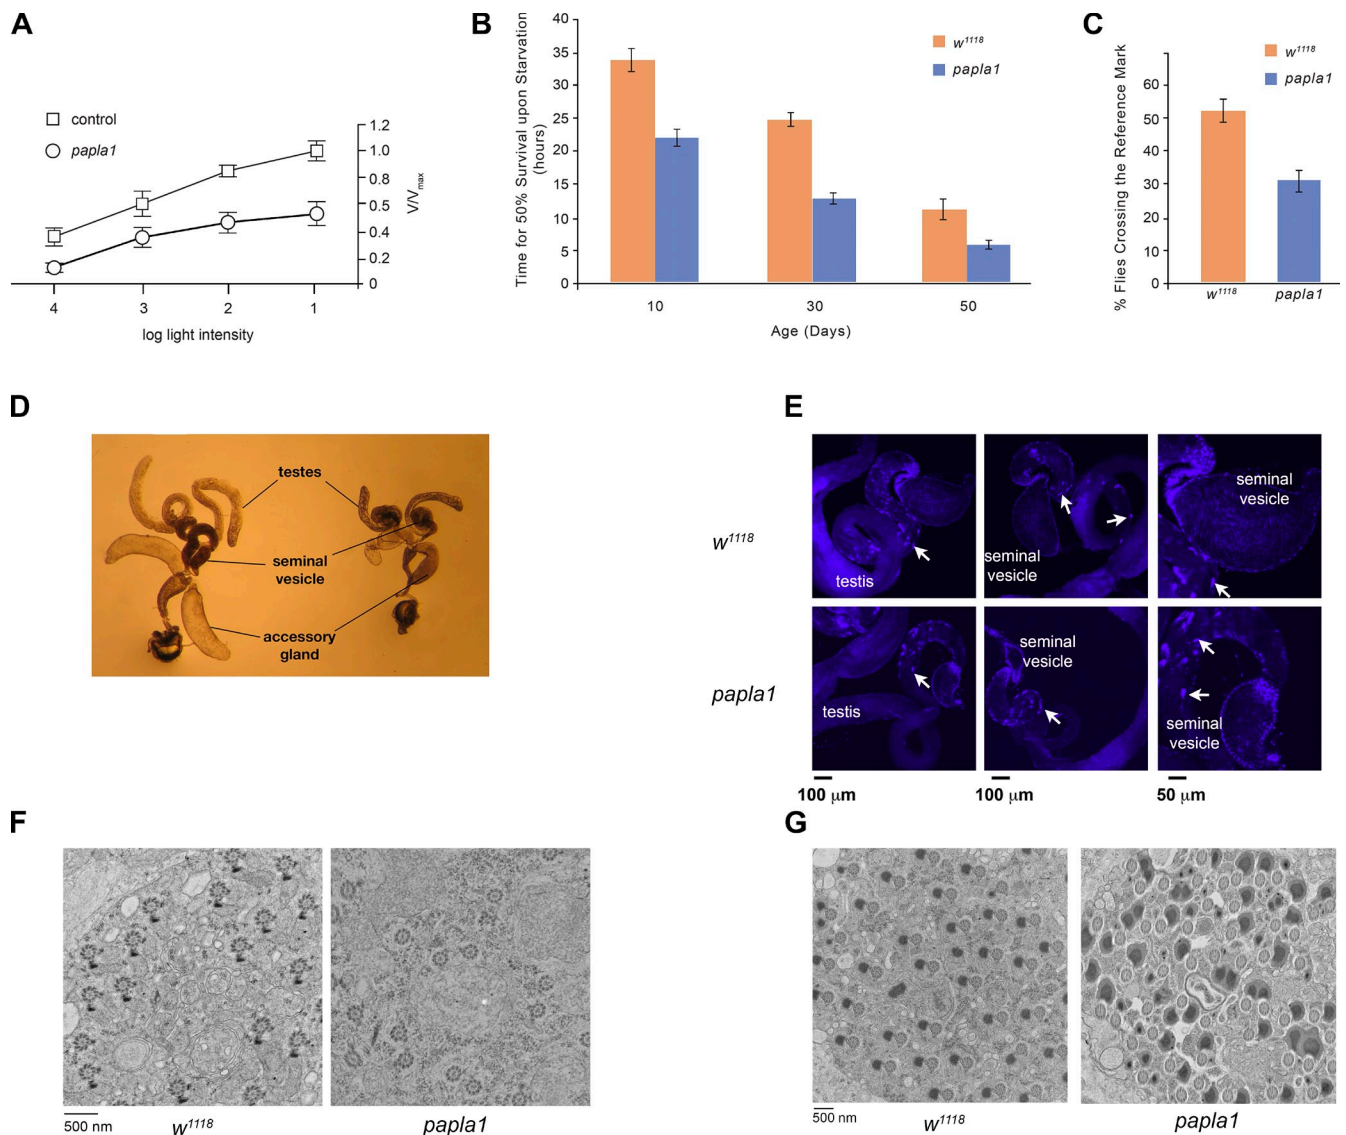 A
control
papla1
1.2
1.0
0.8
0.5
0.4
0.2
0
V/Vmax
4 3 2 1
log light intensity
B
Time for 50% Survival upon Starvation
(hours)
40
35
30
25
20
15
10
5
0
w1118
papla1
10 30 50
Age (Days)
C
% Flies Crossing the Reference Mark
60
50
40
30
20
10
0
w1118
papla1
w1118 papla1
D
testes
seminal
vesicle
accessory
gland
E
w1118
testis
seminal
vesicle
seminal
vesicle
papla1
testis
seminal
vesicle
seminal
vesicle
100 μm 100 μm 50 μm
F
500 nm
w1118 papla1
G
500 nm
w1118 papla1